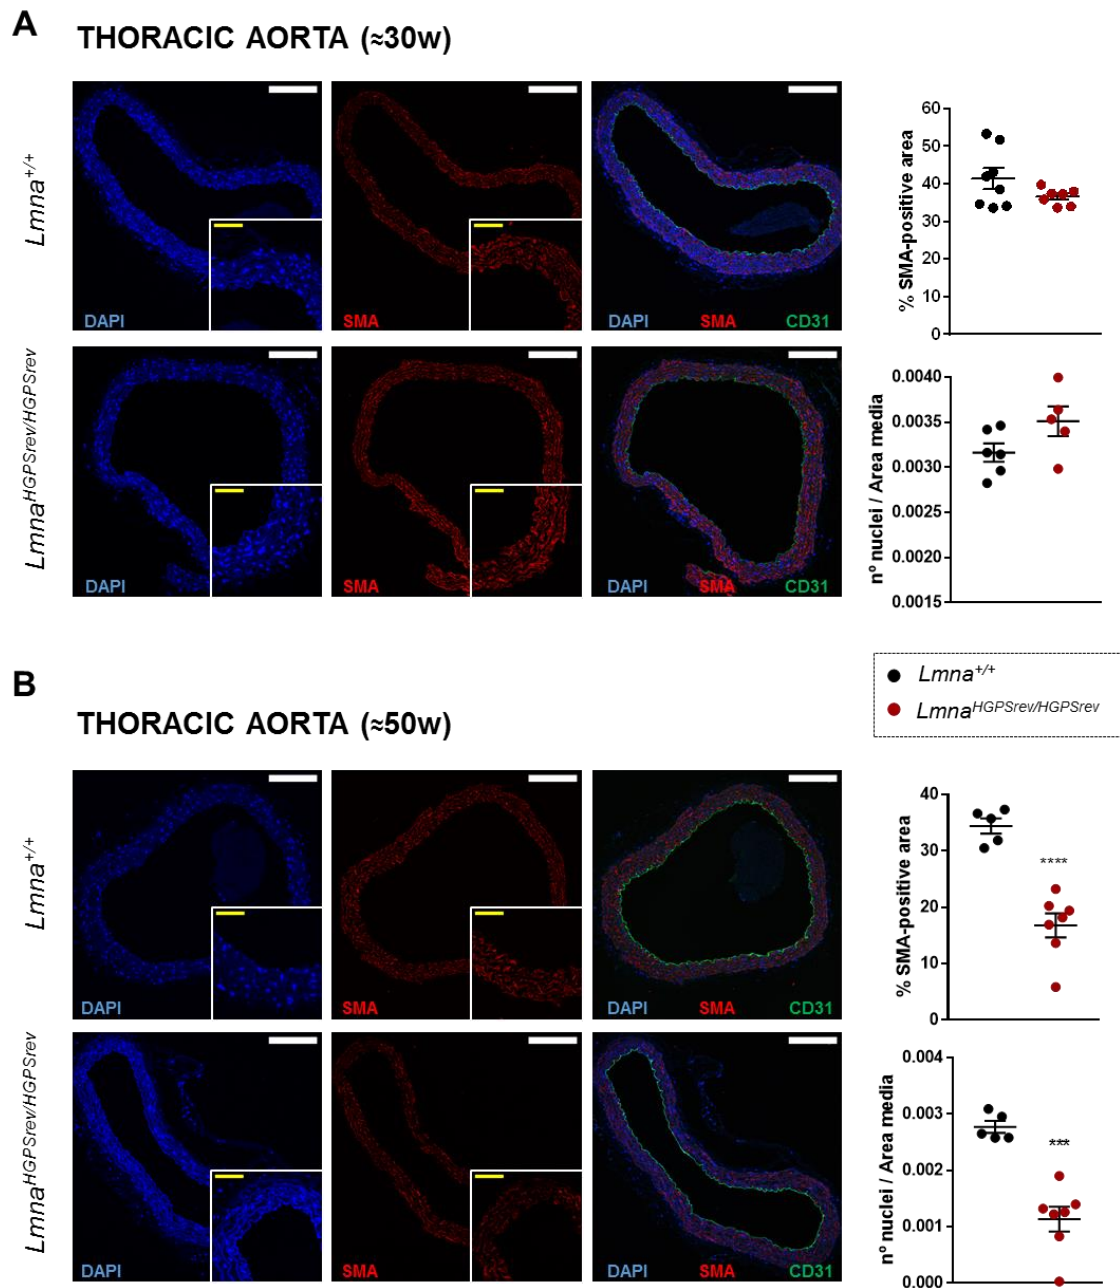 A
THORACIC AORTA (≈30w)
Lmna+/+
DAPI
SMA
DAPI SMA CD31
% SMA-positive area
60
50
40
30
20
10
0
LmnaHGPSrev/HGPSrev
DAPI
SMA
DAPI SMA CD31
nº nuclei / Area media
0.0040
0.0035
0.0030
0.0025
0.0020
0.0015
Lmna+/+
LmnaHGPSrev/HGPSrev
B
THORACIC AORTA (≈50w)
Lmna+/+
DAPI
SMA
DAPI SMA CD31
% SMA-positive area
40
30
20
10
0
****
LmnaHGPSrev/HGPSrev
DAPI
SMA
DAPI SMA CD31
nº nuclei / Area media
0.004
0.003
0.002
0.001
0.000
***